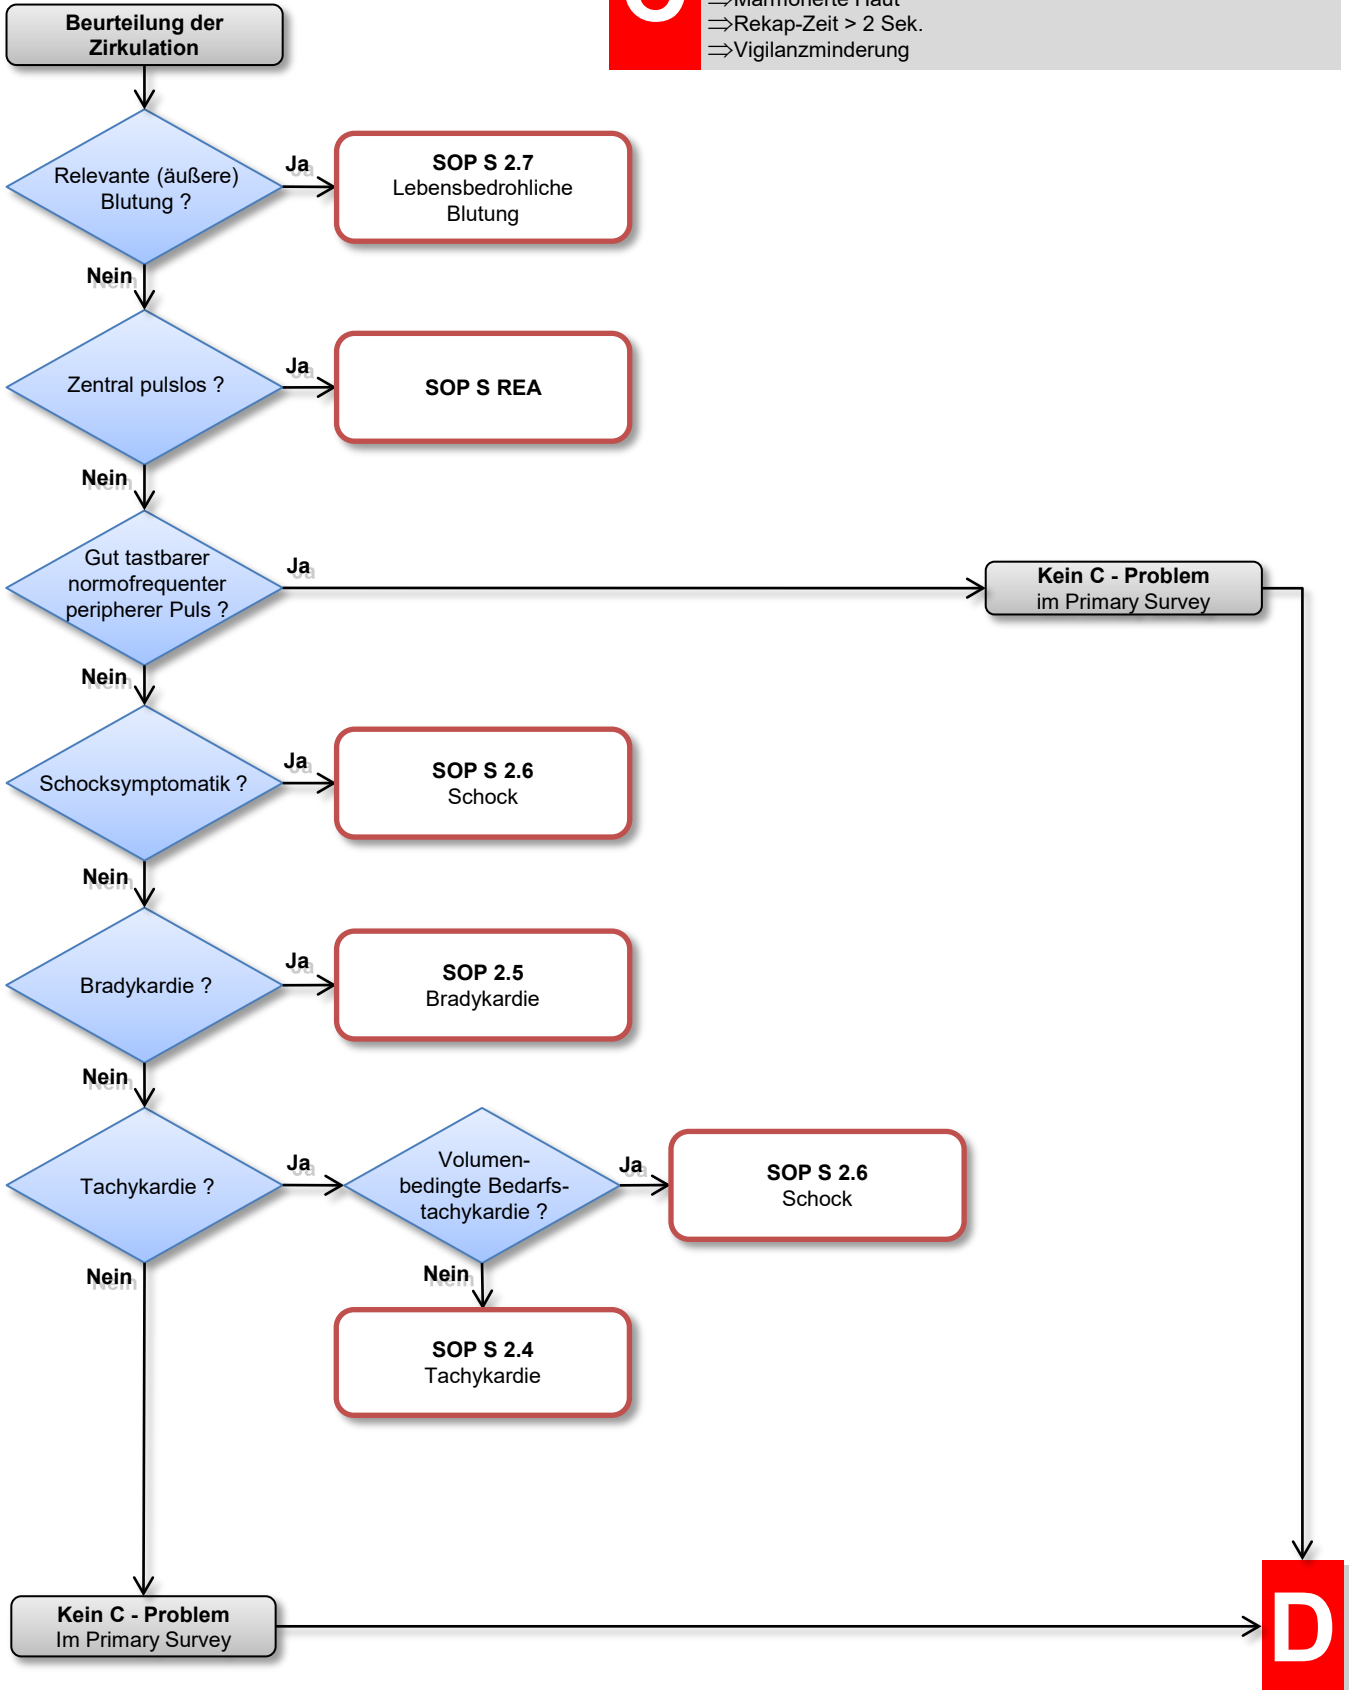 Beurteilung der
Zirkulation
C
⇒Marmorierte Haut
⇒Rekap-Zeit > 2 Sek.
⇒Vigilanzminderung
Relevante (äußere)
Blutung ?
Ja
SOP S 2.7
Lebensbedrohliche
Blutung
Nein
Zentral pulslos ?
Ja
SOP S REA
Nein
Gut tastbarer
normofrequenter
peripherer Puls ?
Ja
Kein C - Problem
im Primary Survey
Nein
Schocksymptomatik ?
Ja
SOP S 2.6
Schock
Nein
Bradykardie ?
Ja
SOP 2.5
Bradykardie
Nein
Tachykardie ?
Ja
Volumen-
bedingte Bedarfs-
tachykardie ?
Ja
SOP S 2.6
Schock
Nein
Nein
SOP S 2.4
Tachykardie
Kein C - Problem
Im Primary Survey
D